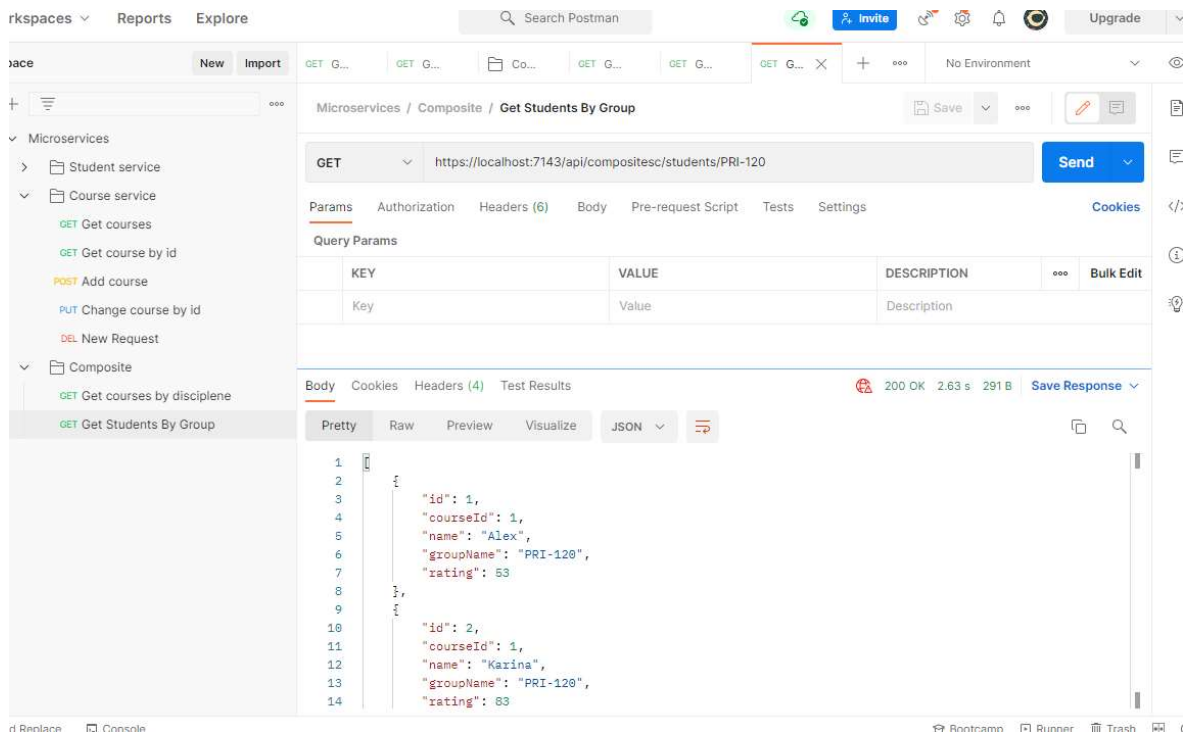 rkspaces Reports Explore Search Postman Invite Upgrade
New Import GET G... GET G... Co... GET G... GET G... GET G... No Environment
Microservices / Composite / Get Students By Group Save
Microservices
Student service
Course service
GET Get courses
GET Get course by id
POST Add course
PUT Change course by id
DEL New Request
Composite
GET Get courses by disciplene
GET Get Students By Group
GET https://localhost:7143/api/compositesc/students/PRI-120 Send
Params Authorization Headers (6) Body Pre-request Script Tests Settings Cookies
Query Params
KEY VALUE DESCRIPTION Bulk Edit
Key Value Description
Body Cookies Headers (4) Test Results 200 OK 2.63 s 291 B Save Response
Pretty Raw Preview Visualize JSON
1 [
2 {
3 "id": 1,
4 "courseId": 1,
5 "name": "Alex",
6 "groupName": "PRI-120",
7 "rating": 53
8 },
9 {
10 "id": 2,
11 "courseId": 1,
12 "name": "Karina",
13 "groupName": "PRI-120",
14 "rating": 83
d Replace Console Bootcamp Runner Trash